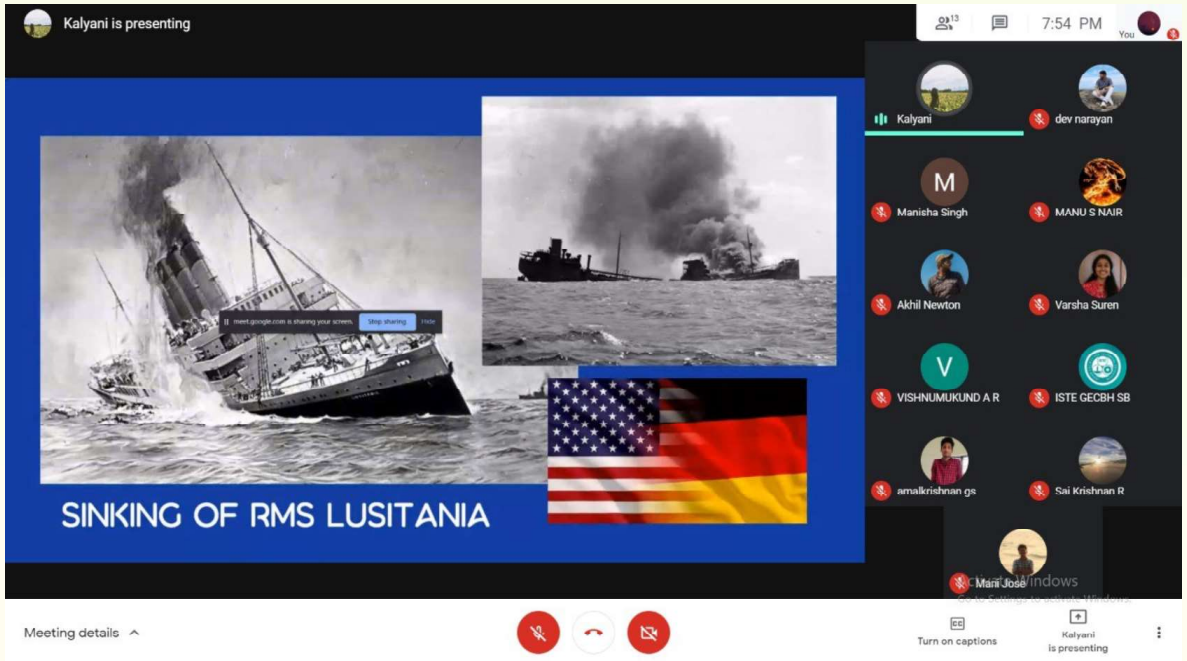 Kalyani is presenting
13
7:54 PM
You
Kalyani
dev narayan
Manisha Singh
M
MANU S NAIR
Akhil Newton
Varsha Suren
V
VISHNUMUKUND A R
ISTE GECBH SB
amalkrishnan gs
Sai Krishnan R
Mani Jose
meet.google.com is sharing your screen.
Stop sharing
Hide
SINKING OF RMS LUSITANIA
Activate Windows
Go to Settings to activate Windows.
Meeting details
CC
Turn on captions
Kalyani
is presenting